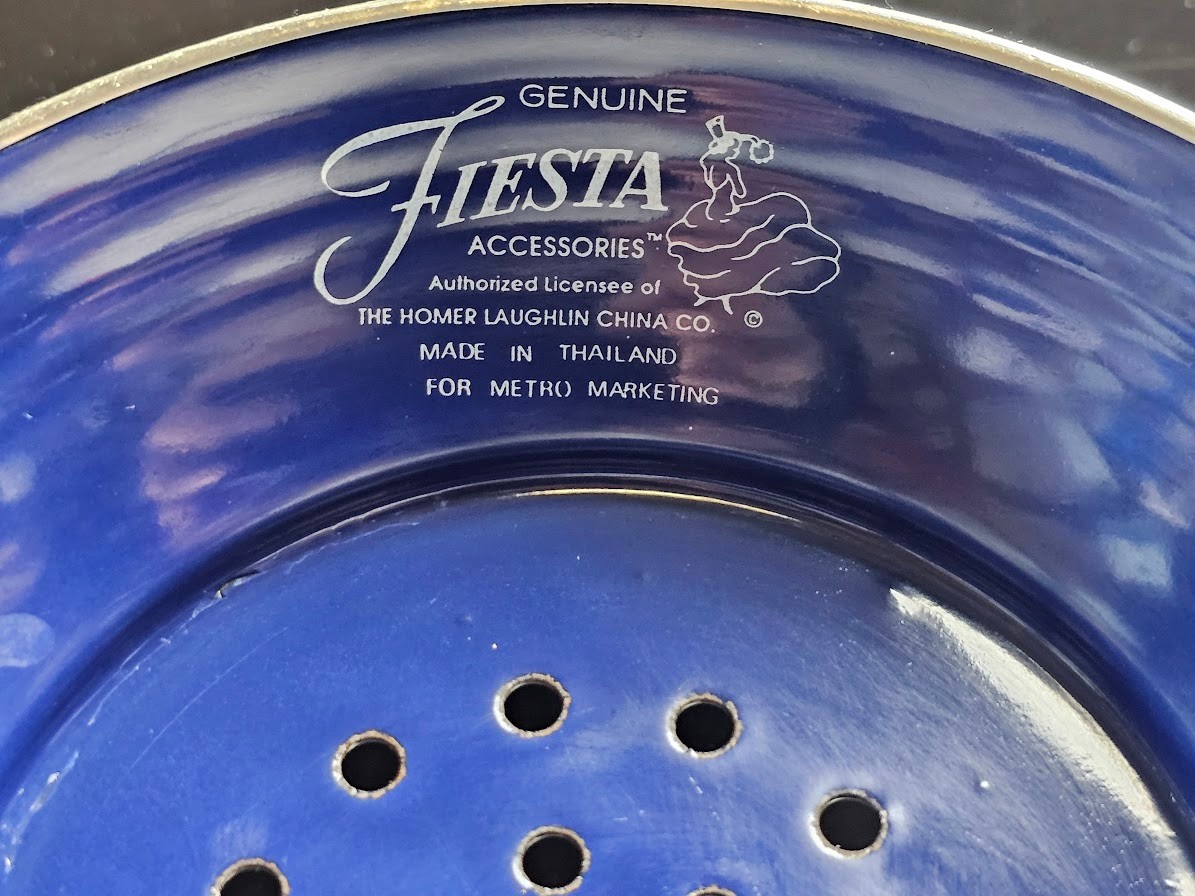 GENUINE
FIESTA
ACCESSORIES™
Authorized Licensee of
THE HOMER LAUGHLIN CHINA CO. ©
MADE IN THAILAND
FOR METRO MARKETING